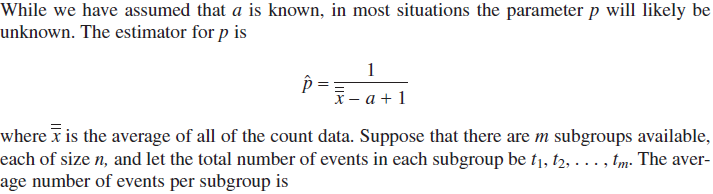 While we have assumed that a is known, in most situations the parameter p will likely be
unknown. The estimator for p is
p̂ = 1 / (x̿ − a + 1)
where x̿ is the average of all of the count data. Suppose that there are m subgroups available,
each of size n, and let the total number of events in each subgroup be t₁, t₂, . . . , tₘ. The aver-
age number of events per subgroup is